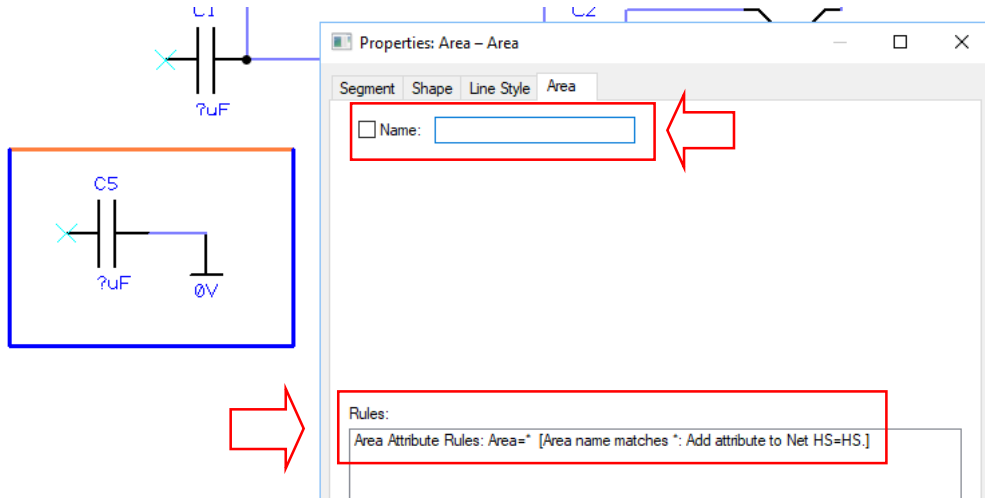 C1
C2
?uF
C5
?uF
0V
Properties: Area – Area
Segment Shape Line Style Area
Name:
Rules:
Area Attribute Rules: Area=* [Area name matches *: Add attribute to Net HS=HS.]